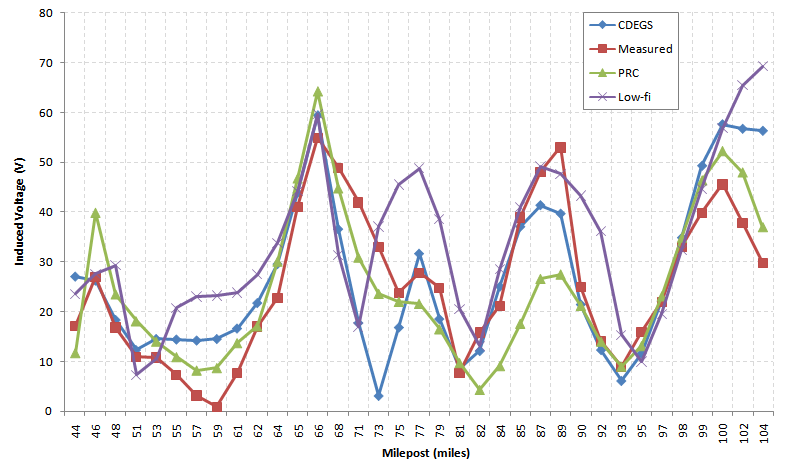 80
70
60
50
40
30
20
10
0
Induced Voltage (V)
CDEGS
Measured
PRC
Low-fi
44 46 48 51 53 55 57 59 61 62 64 65 66 68 71 73 75 77 79 81 82 84 85 87 89 90 92 93 95 97 98 99 100 102 104
Milepost (miles)